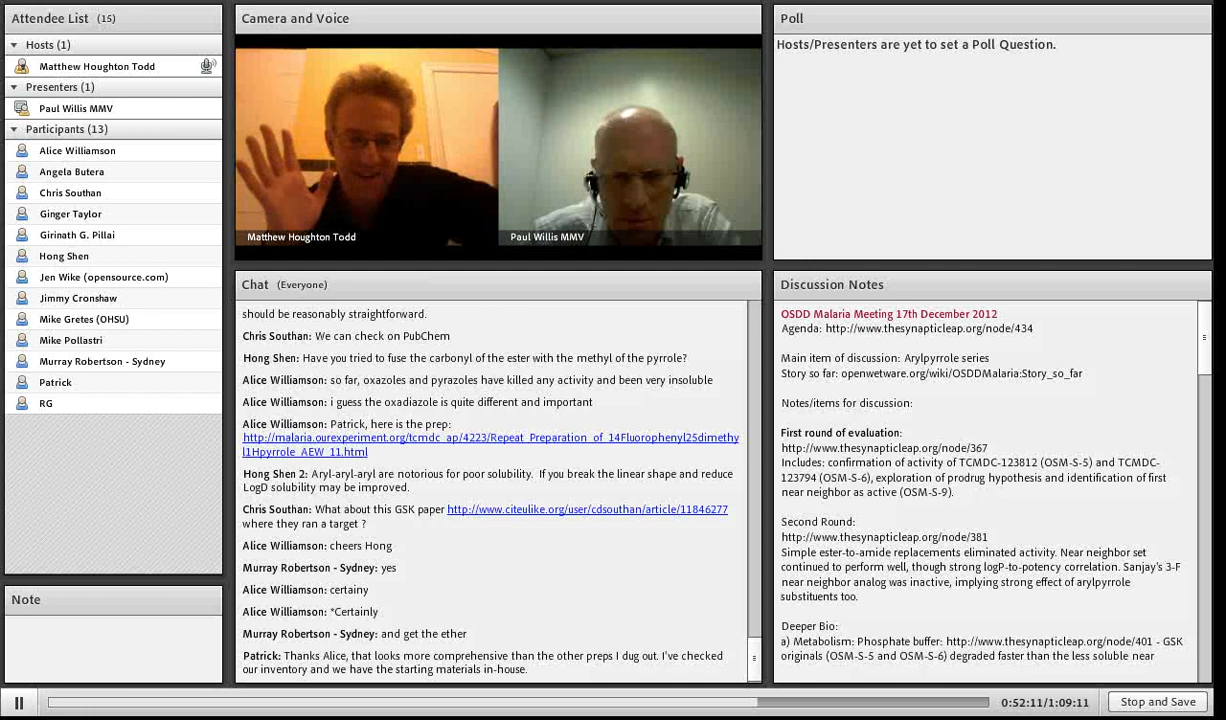 Attendee List (15)
Hosts (1)
Matthew Houghton Todd
Presenters (1)
Paul Willis MMV
Participants (13)
Alice Williamson
Angela Butera
Chris Southan
Ginger Taylor
Girinath G. Pillai
Hong Shen
Jen Wike (opensource.com)
Jimmy Cronshaw
Mike Gretes (OHSU)
Mike Pollastri
Murray Robertson - Sydney
Patrick
RG
Note
Camera and Voice
Matthew Houghton Todd
Paul Willis MMV
Chat (Everyone)
should be reasonably straightforward.
Chris Southan: We can check on PubChem
Hong Shen: Have you tried to fuse the carbonyl of the ester with the methyl of the pyrrole?
Alice Williamson: so far, oxazoles and pyrazoles have killed any activity and been very insoluble
Alice Williamson: i guess the oxadiazole is quite different and important
Alice Williamson: Patrick, here is the prep:
http://malaria.ourexperiment.org/tcmdc_ap/4223/Repeat_Preparation_of_14Fluorophenyl25dimethy
l1Hpyrrole_AEW_11.html
Hong Shen 2: Aryl-aryl-aryl are notorious for poor solubility. If you break the linear shape and reduce
LogD solubility may be improved.
Chris Southan: What about this GSK paper http://www.citeulike.org/user/cdsouthan/article/11846277
where they ran a target ?
Alice Williamson: cheers Hong
Murray Robertson - Sydney: yes
Alice Williamson: certainy
Alice Williamson: *Certainly
Murray Robertson - Sydney: and get the ether
Patrick: Thanks Alice, that looks more comprehensive than the other preps I dug out. I've checked
our inventory and we have the starting materials in-house.
Poll
Hosts/Presenters are yet to set a Poll Question.
Discussion Notes
OSDD Malaria Meeting 17th December 2012
Agenda: http://www.thesynapticleap.org/node/434
Main item of discussion: Arylpyrrole series
Story so far: openwetware.org/wiki/OSDDMalaria:Story_so_far
Notes/items for discussion:
First round of evaluation:
http://www.thesynapticleap.org/node/367
Includes: confirmation of activity of TCMDC-123812 (OSM-S-5) and TCMDC-
123794 (OSM-S-6), exploration of prodrug hypothesis and identification of first
near neighbor as active (OSM-S-9).
Second Round:
http://www.thesynapticleap.org/node/381
Simple ester-to-amide replacements eliminated activity. Near neighbor set
continued to perform well, though strong logP-to-potency correlation. Sanjay's 3-F
near neighbor analog was inactive, implying strong effect of arylpyrrole
substituents too.
Deeper Bio:
a) Metabolism: Phosphate buffer: http://www.thesynapticleap.org/node/401 - GSK
originals (OSM-S-5 and OSM-S-6) degraded faster than the less soluble near
0:52:11/1:09:11
Stop and Save